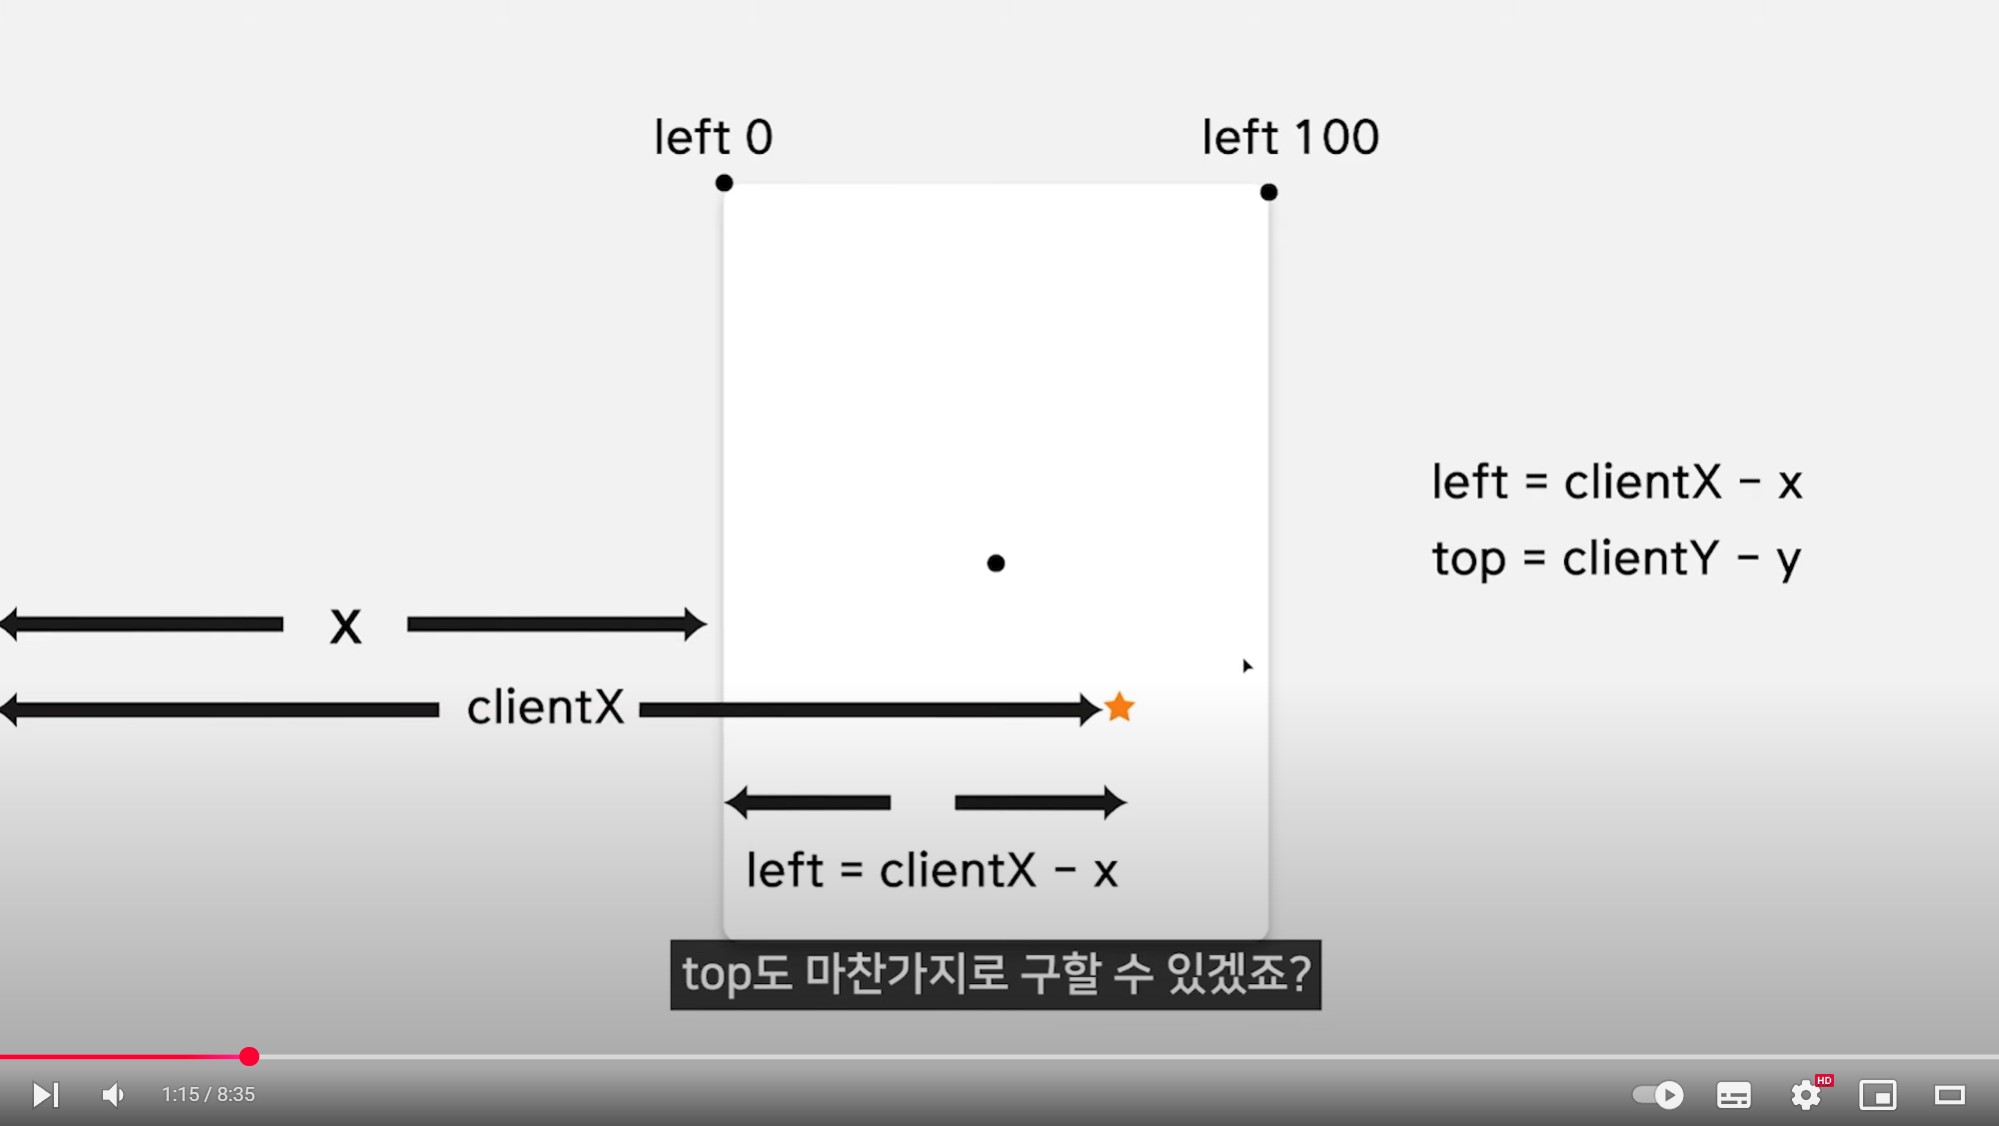 left 0
left 100
left = clientX - x
top = clientY - y
x
clientX
left = clientX - x
top도 마찬가지로 구할 수 있겠죠?
1:15 / 8:35
HD